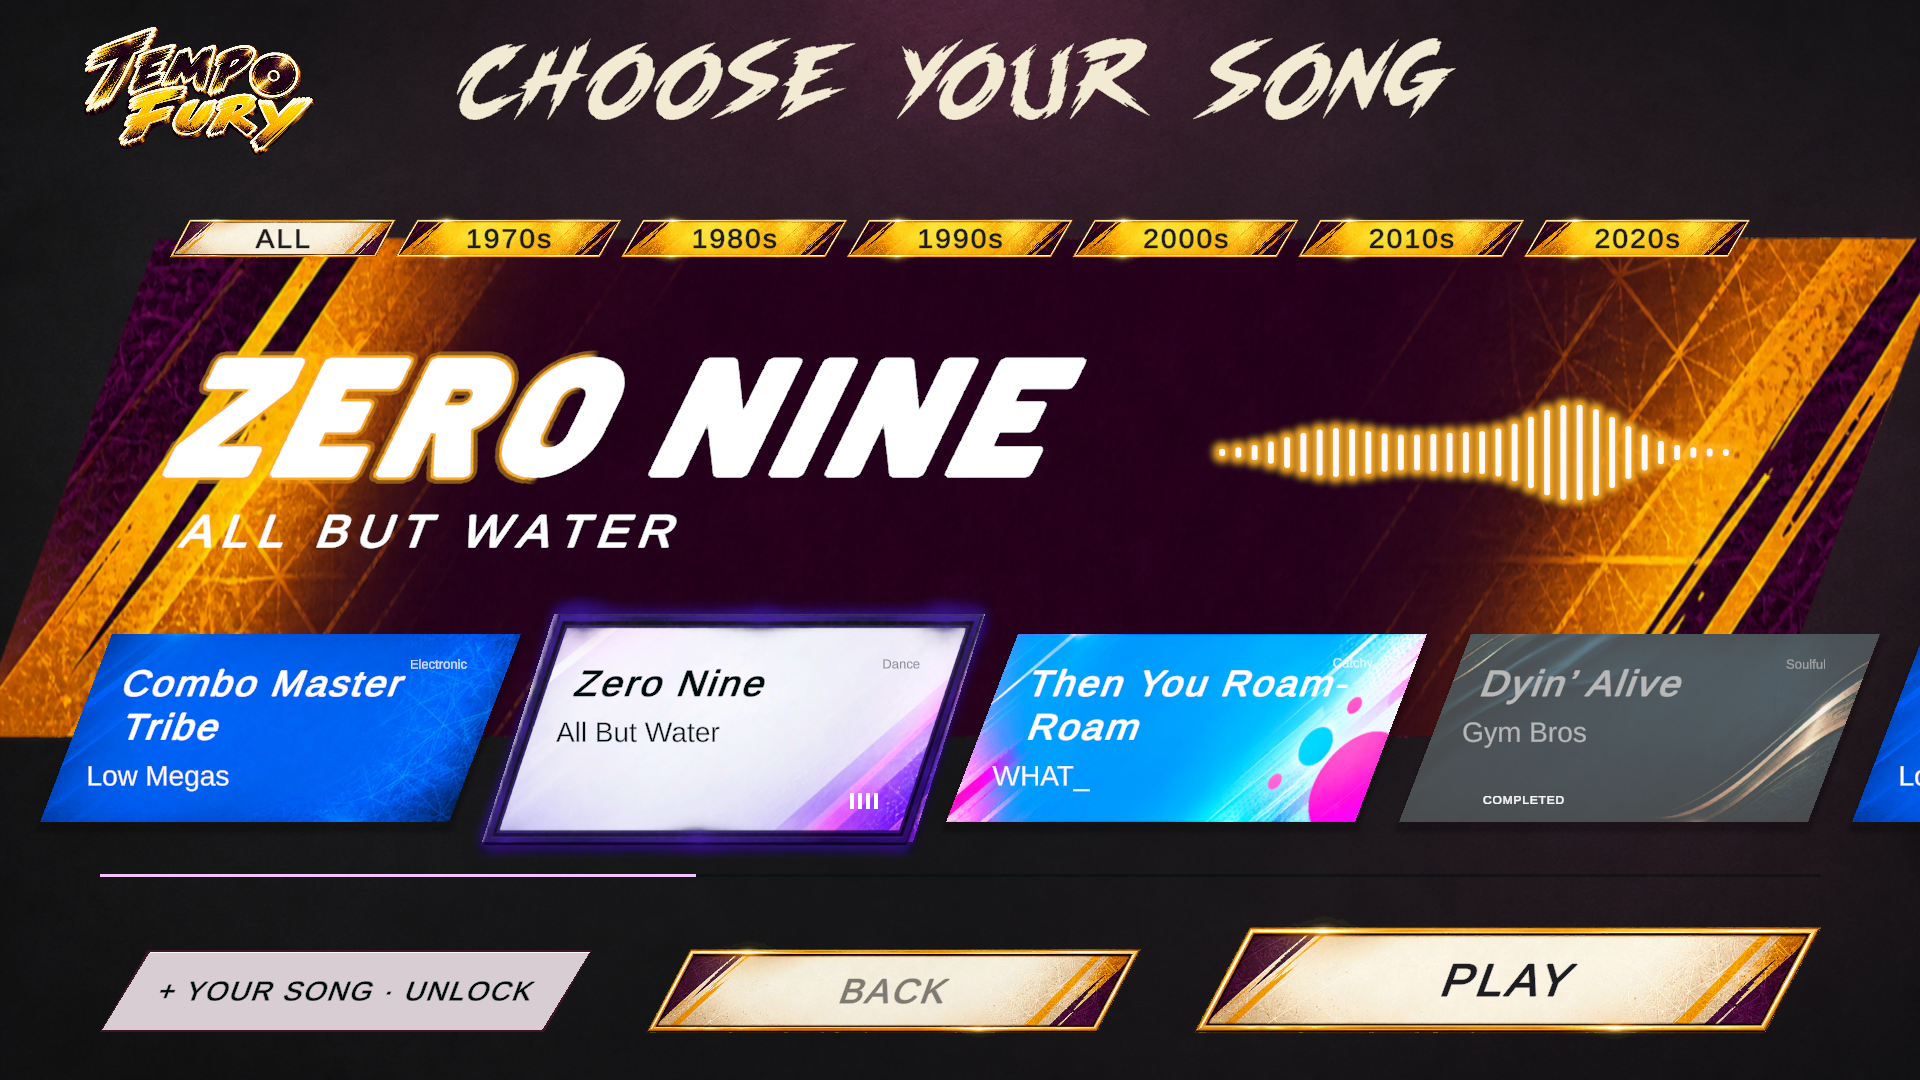 TEMPO
FURY
CHOOSE YOUR SONG
ALL
1970s
1980s
1990s
2000s
2010s
2020s
ZERO NINE
ALL BUT WATER
Electronic
Combo Master
Tribe
Low Megas
Dance
Zero Nine
All But Water
Catchy
Then You Roam-
Roam
WHAT_
Soulful
Dyin’ Alive
Gym Bros
COMPLETED
+ YOUR SONG · UNLOCK
BACK
PLAY